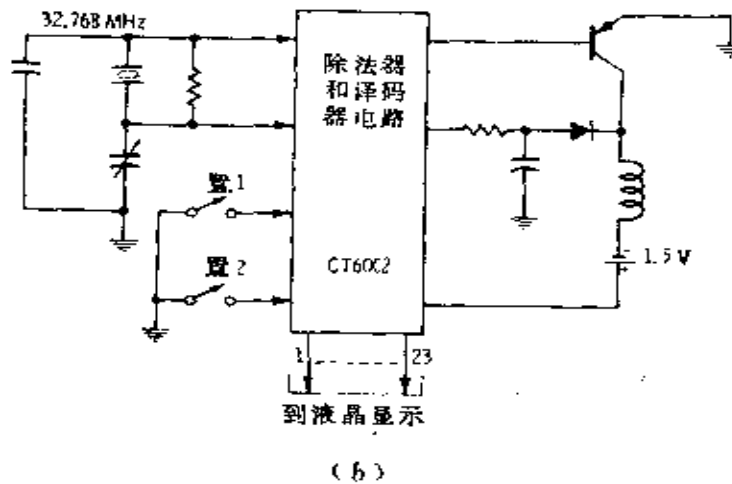 32.768 MHz
除法器
和译码
器电路
置.1
置2
CT6002
1.5 V
1
23
到液晶显示
(b)